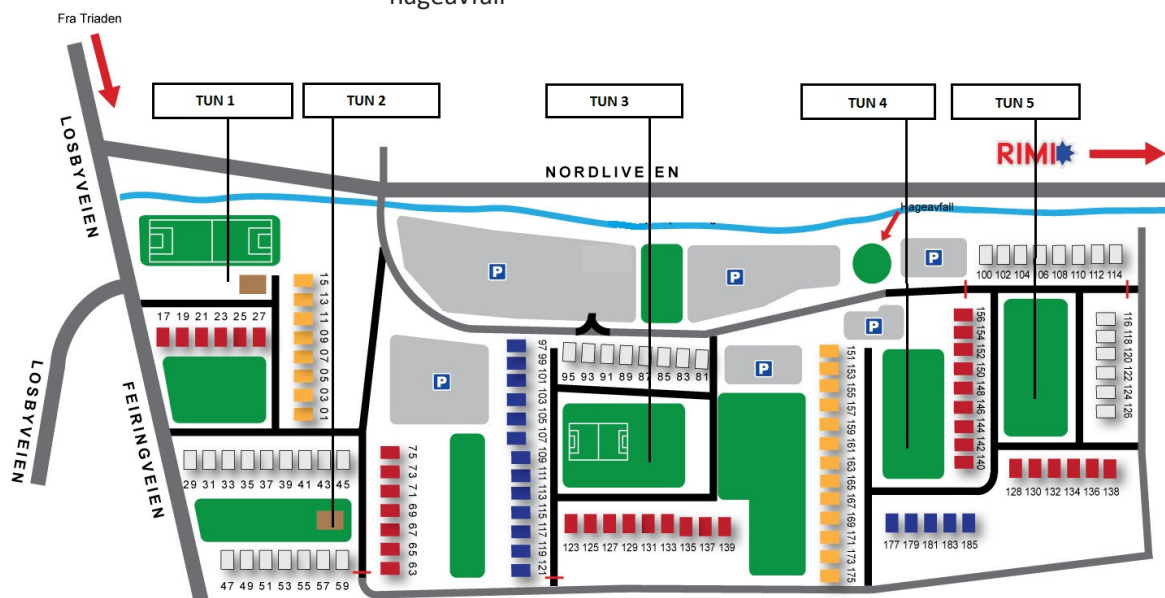 hageavfall
Fra Triaden
TUN 1
TUN 2
TUN 3
TUN 4
TUN 5
LOSBYVEIEN
RIMI
NORDLIVEIEN
Hageavfall
P
P
P
P
P
P
100 102 104 106 108 110 112 114
15 13 11 09 07 05 03 01
17 19 21 23 25 27
156 154 152 150 148 146 144 142 140
116 118 120 122 124 126
97 99 101 103 105 107 109 111 113 115 117 119 121
95 93 91 89 87 85 83 81
151 153 155 157 159 161 163 165 167 169 171 173 175
LOSBYVEIEN
FEIRINGVEIEN
29 31 33 35 37 39 41 43 45
75 73 71 69 67 65 63
128 130 132 134 136 138
123 125 127 129 131 133 135 137 139
177 179 181 183 185
47 49 51 53 55 57 59